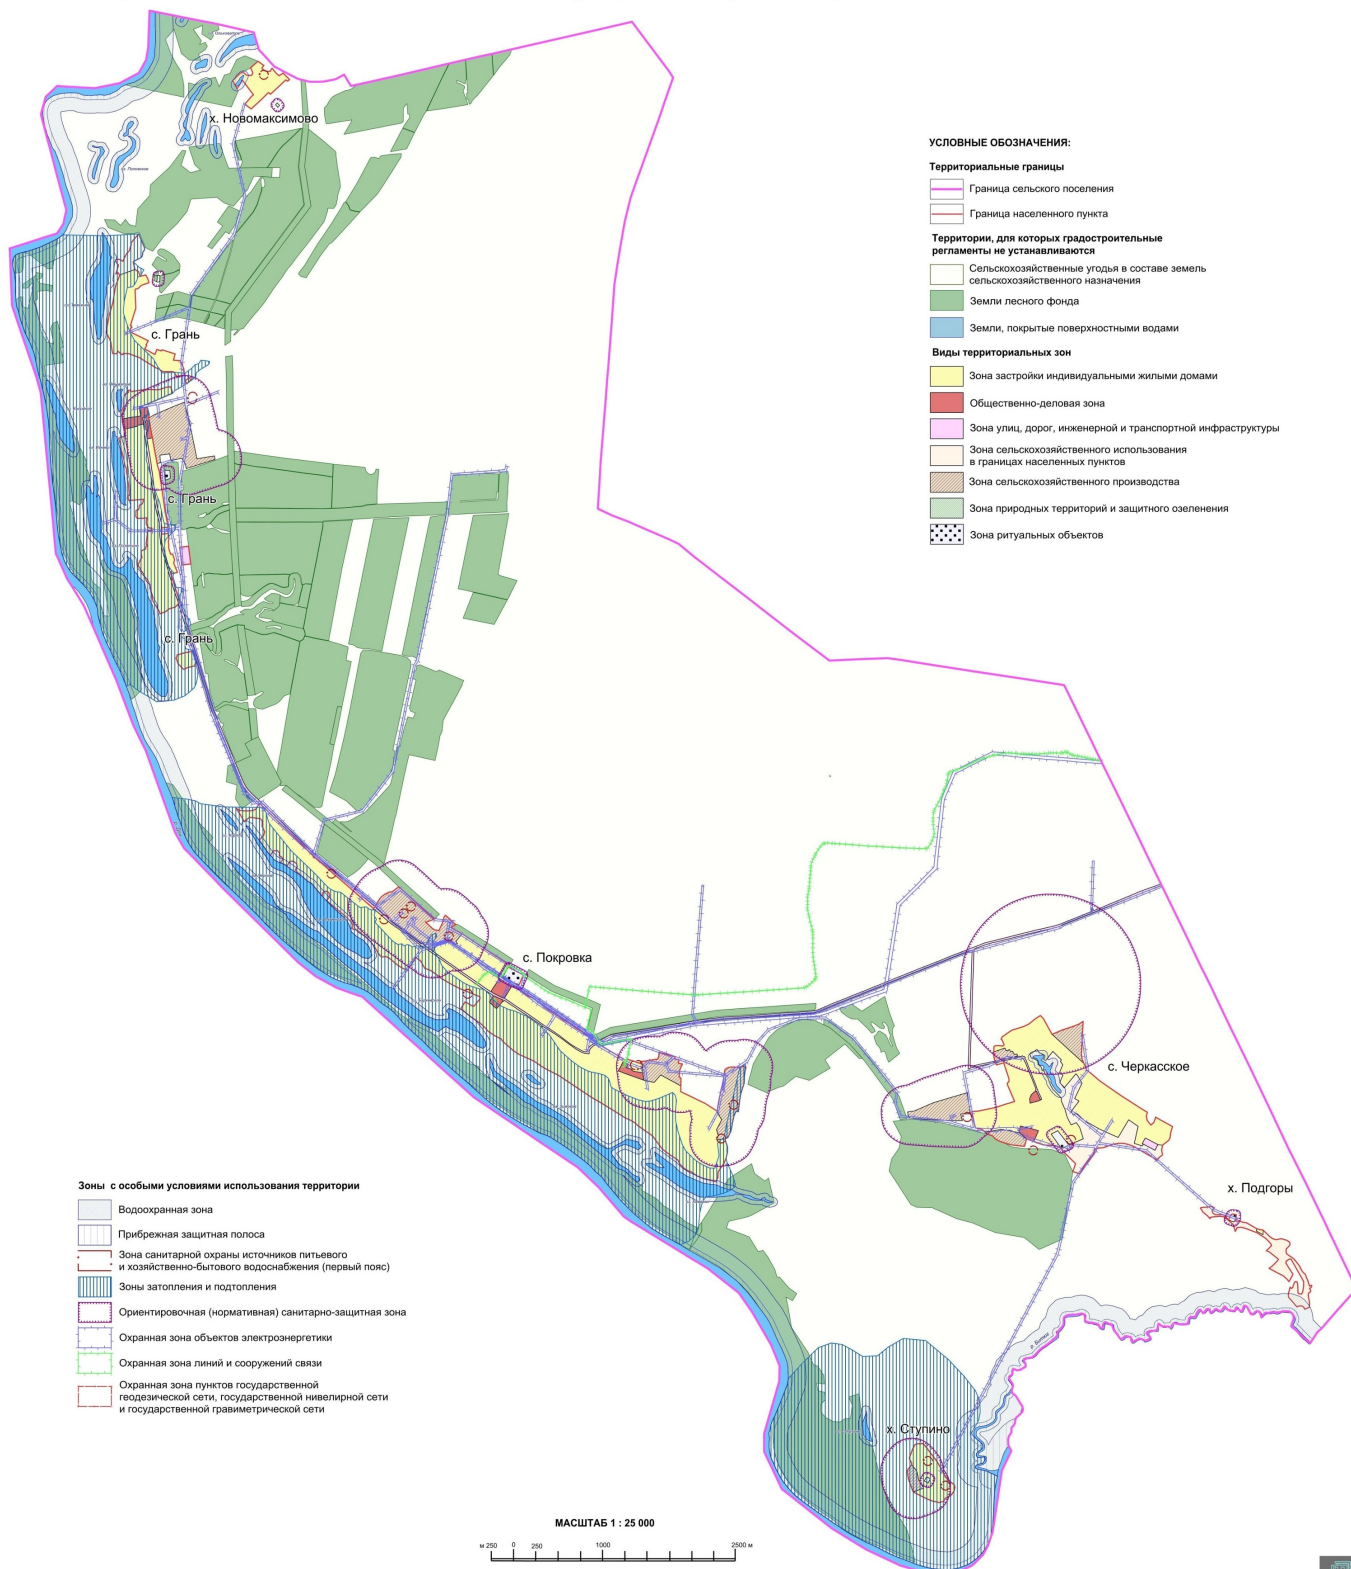 х. Новомаксимово
с. Грань
с. Грань
с. Грань
с. Покровка
с. Черкасское
х. Подгоры
х. Ступино
УСЛОВНЫЕ ОБОЗНАЧЕНИЯ:
Территориальные границы
Граница сельского поселения
Граница населенного пункта
Территории, для которых градостроительные
регламенты не устанавливаются
Сельскохозяйственные угодья в составе земель
сельскохозяйственного назначения
Земли лесного фонда
Земли, покрытые поверхностными водами
Виды территориальных зон
Зона застройки индивидуальными жилыми домами
Общественно-деловая зона
Зона улиц, дорог, инженерной и транспортной инфраструктуры
Зона сельскохозяйственного использования
в границах населенных пунктов
Зона сельскохозяйственного производства
Зона природных территорий и защитного озеленения
Зона ритуальных объектов
Зоны с особыми условиями использования территории
Водоохранная зона
Прибрежная защитная полоса
Зона санитарной охраны источников питьевого
и хозяйственно-бытового водоснабжения (первый пояс)
Зоны затопления и подтопления
Ориентировочная (нормативная) санитарно-защитная зона
Охранная зона объектов электроэнергетики
Охранная зона линий и сооружений связи
Охранная зона пунктов государственной
геодезической сети, государственной нивелирной сети
и государственной гравиметрической сети
МАСШТАБ 1 : 25 000
м 250 0 250 1000 2500 м